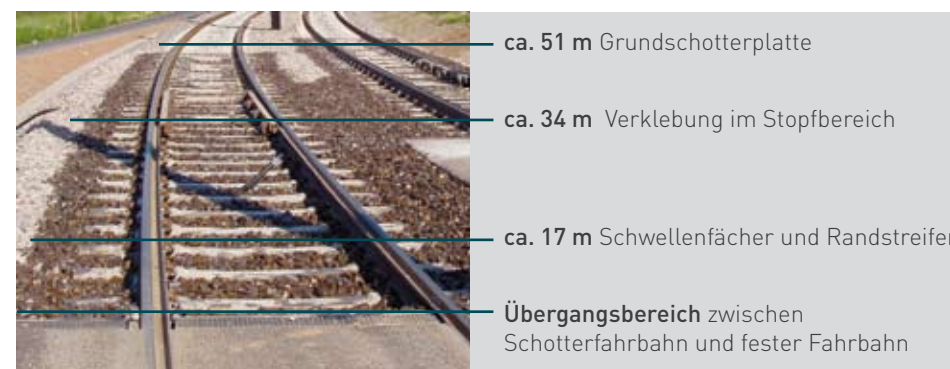 ca. 51 m Grundschotterplatte
ca. 34 m Verklebung im Stopfbereich
ca. 17 m Schwellenfächer und Randstreifen
Übergangsbereich zwischen
Schotterfahrbahn und fester Fahrbahn